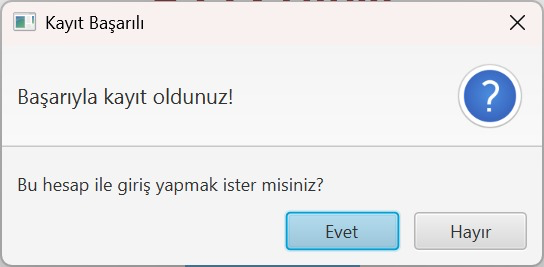 Kayıt Başarılı
Başarıyla kayıt oldunuz!
?
Bu hesap ile giriş yapmak ister misiniz?
Evet
Hayır